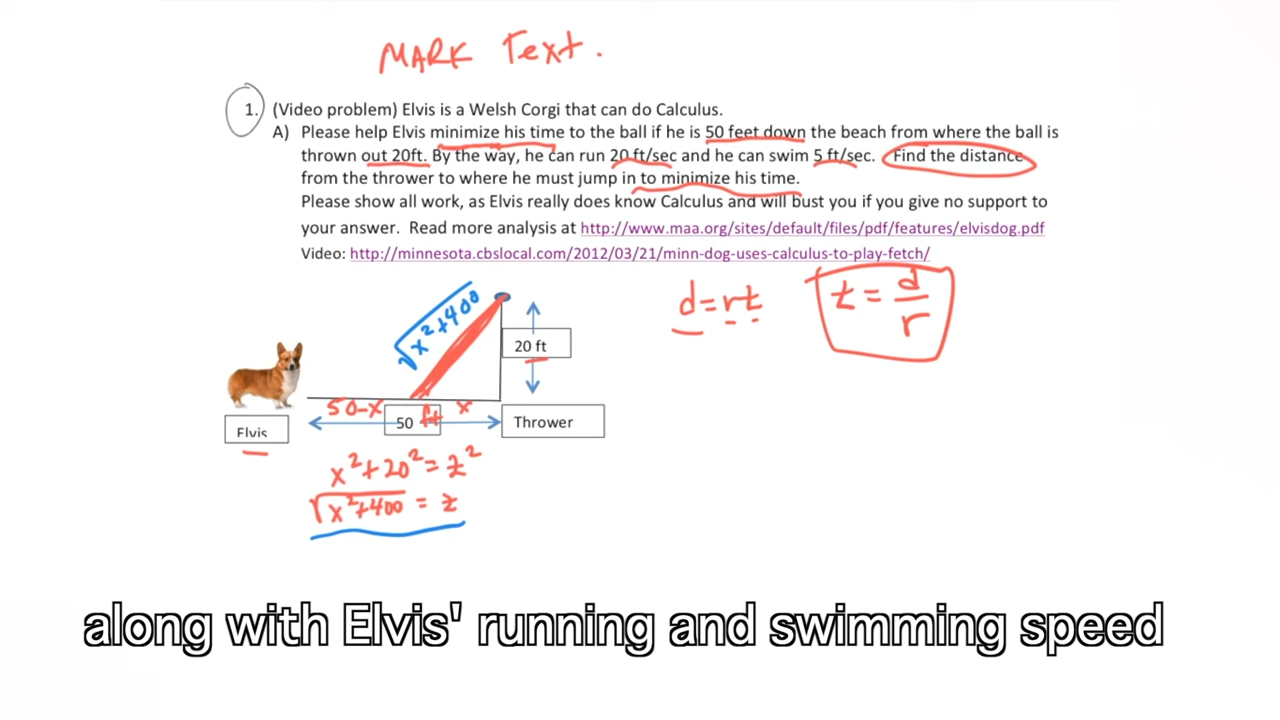 MARK Text.
1. (Video problem) Elvis is a Welsh Corgi that can do Calculus.
A) Please help Elvis minimize his time to the ball if he is 50 feet down the beach from where the ball is
thrown out 20ft. By the way, he can run 20 ft/sec and he can swim 5 ft/sec. Find the distance
from the thrower to where he must jump in to minimize his time.
Please show all work, as Elvis really does know Calculus and will bust you if you give no support to
your answer. Read more analysis at http://www.maa.org/sites/default/files/pdf/features/elvisdog.pdf
Video: http://minnesota.cbslocal.com/2012/03/21/minn-dog-uses-calculus-to-play-fetch/
d=rt t=d/r
√x²+400
20 ft
50-x x
50 ft
Thrower
Elvis
x²+20²=z²
√x²+400 = z
along with Elvis' running and swimming speed